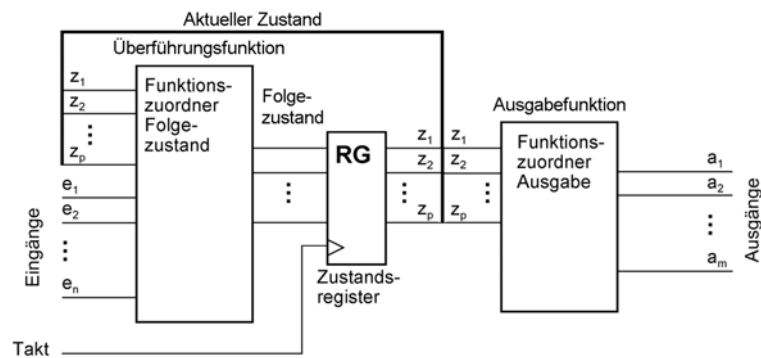 Aktueller Zustand
Überführungsfunktion
z1
z2
zp
e1
e2
en
Eingänge
Takt
Funktions-
zuordner
Folge-
zustand
Folge-
zustand
RG
Zustands-
register
z1
z2
zp
z1
z2
zp
Ausgabefunktion
Funktions-
zuordner
Ausgabe
a1
a2
am
Ausgänge